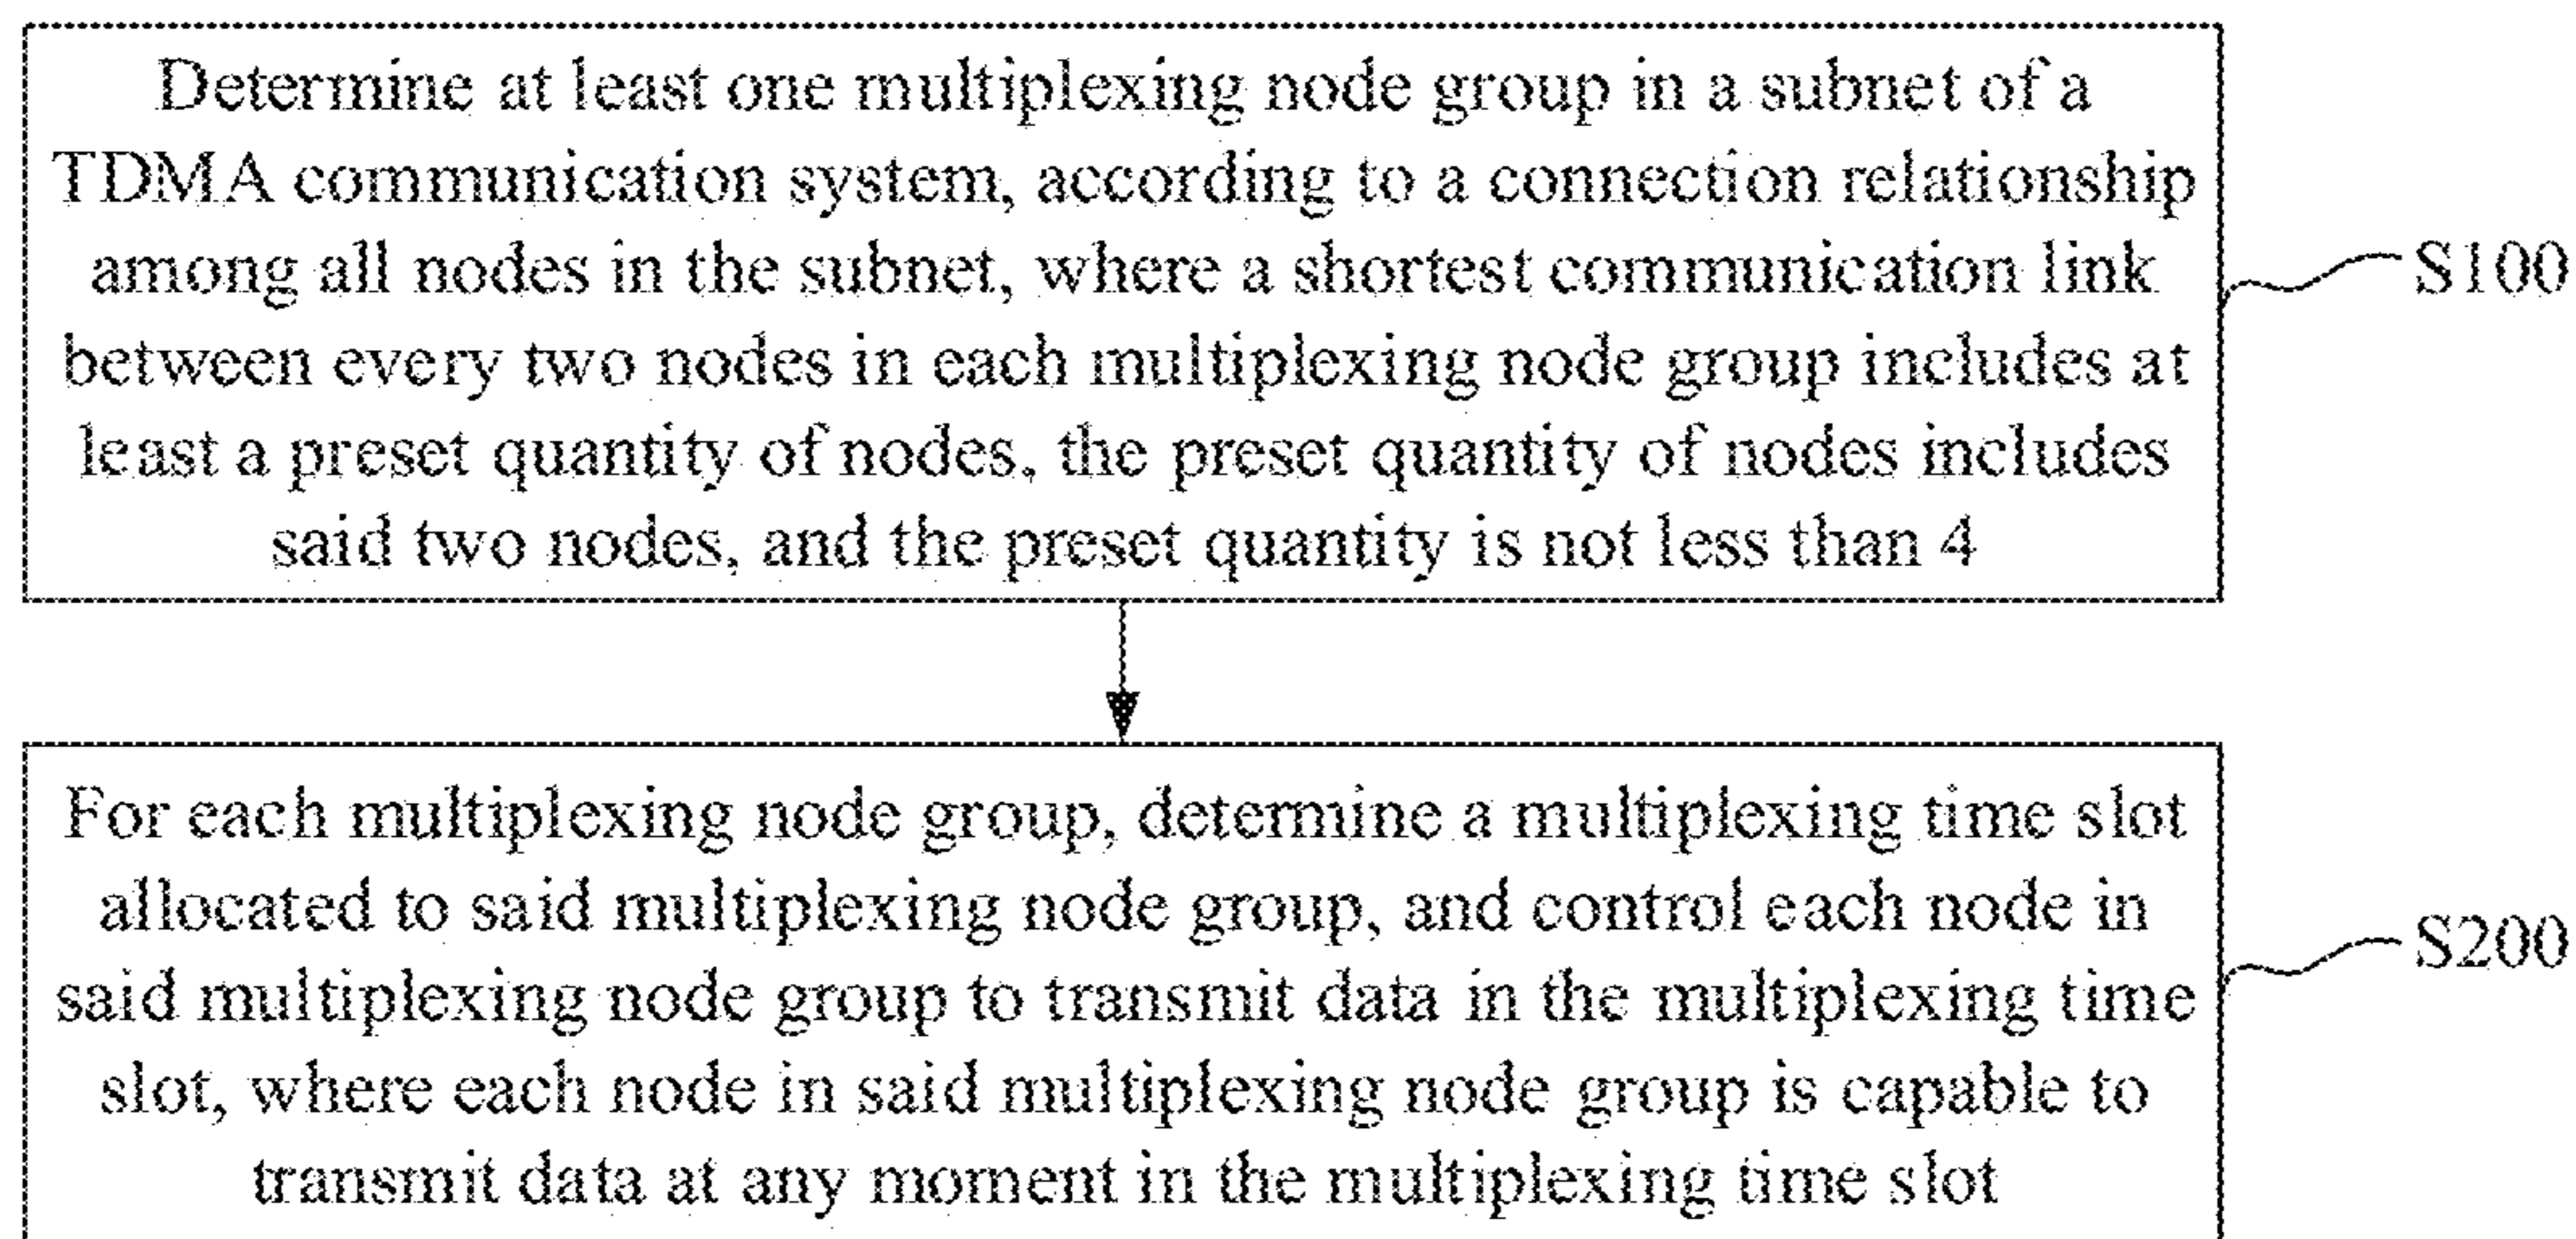 Determine at least one multiplexing node group in a subnet of a
TDMA communication system, according to a connection relationship
among all nodes in the subnet, where a shortest communication link
between every two nodes in each multiplexing node group includes at
least a preset quantity of nodes, the preset quantity of nodes includes
said two nodes, and the preset quantity is not less than 4
S100
For each multiplexing node group, determine a multiplexing time slot
allocated to said multiplexing node group, and control each node in
said multiplexing node group to transmit data in the multiplexing time
slot, where each node in said multiplexing node group is capable to
transmit data at any moment in the multiplexing time slot
S200